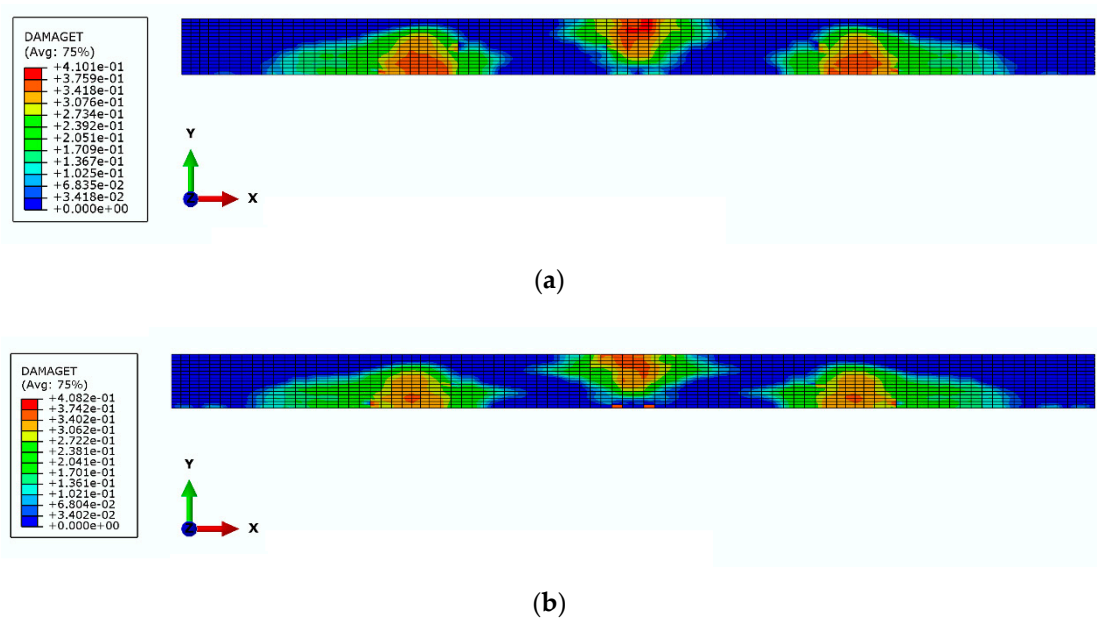 DAMAGET
(Avg: 75%)
+4.101e-01
+3.759e-01
+3.418e-01
+3.076e-01
+2.734e-01
+2.392e-01
+2.051e-01
+1.709e-01
+1.367e-01
+1.025e-01
+6.835e-02
+3.418e-02
+0.000e+00
Y
Z
X
(a)
DAMAGET
(Avg: 75%)
+4.082e-01
+3.742e-01
+3.402e-01
+3.062e-01
+2.722e-01
+2.381e-01
+2.041e-01
+1.701e-01
+1.361e-01
+1.021e-01
+6.804e-02
+3.402e-02
+0.000e+00
Y
Z
X
(b)